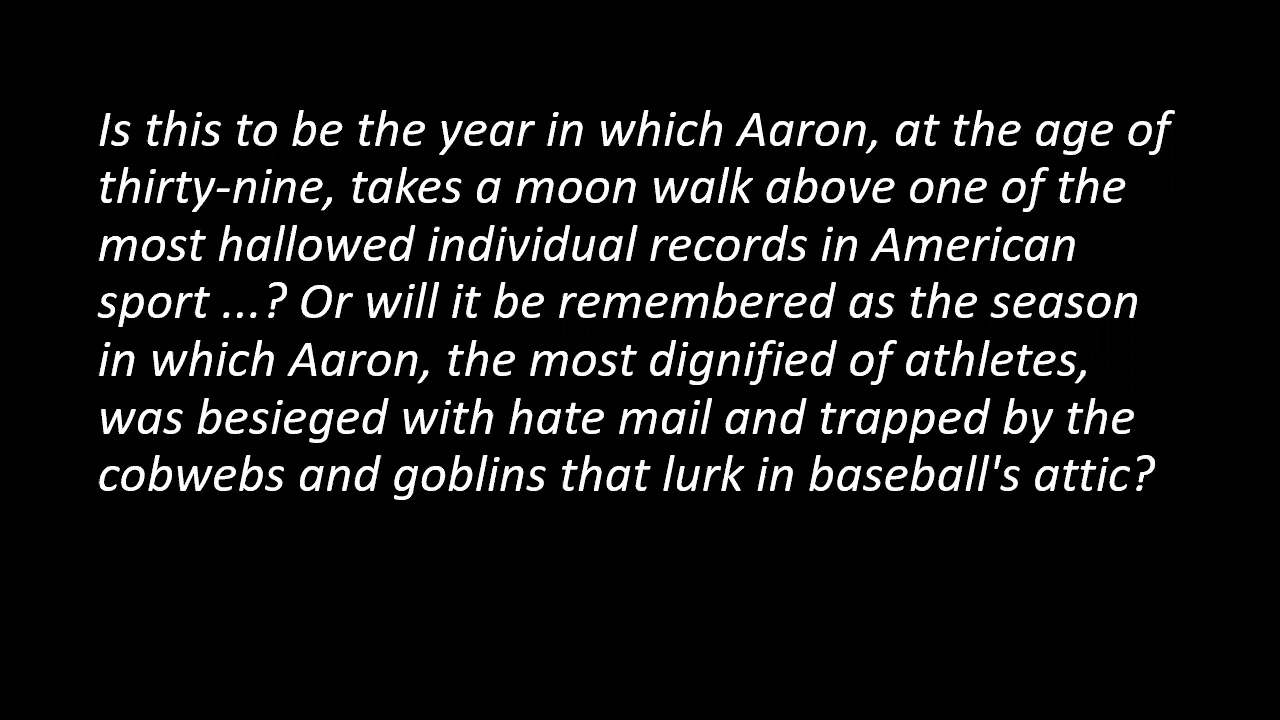 Is this to be the year in which Aaron, at the age of
thirty-nine, takes a moon walk above one of the
most hallowed individual records in American
sport ...? Or will it be remembered as the season
in which Aaron, the most dignified of athletes,
was besieged with hate mail and trapped by the
cobwebs and goblins that lurk in baseball's attic?